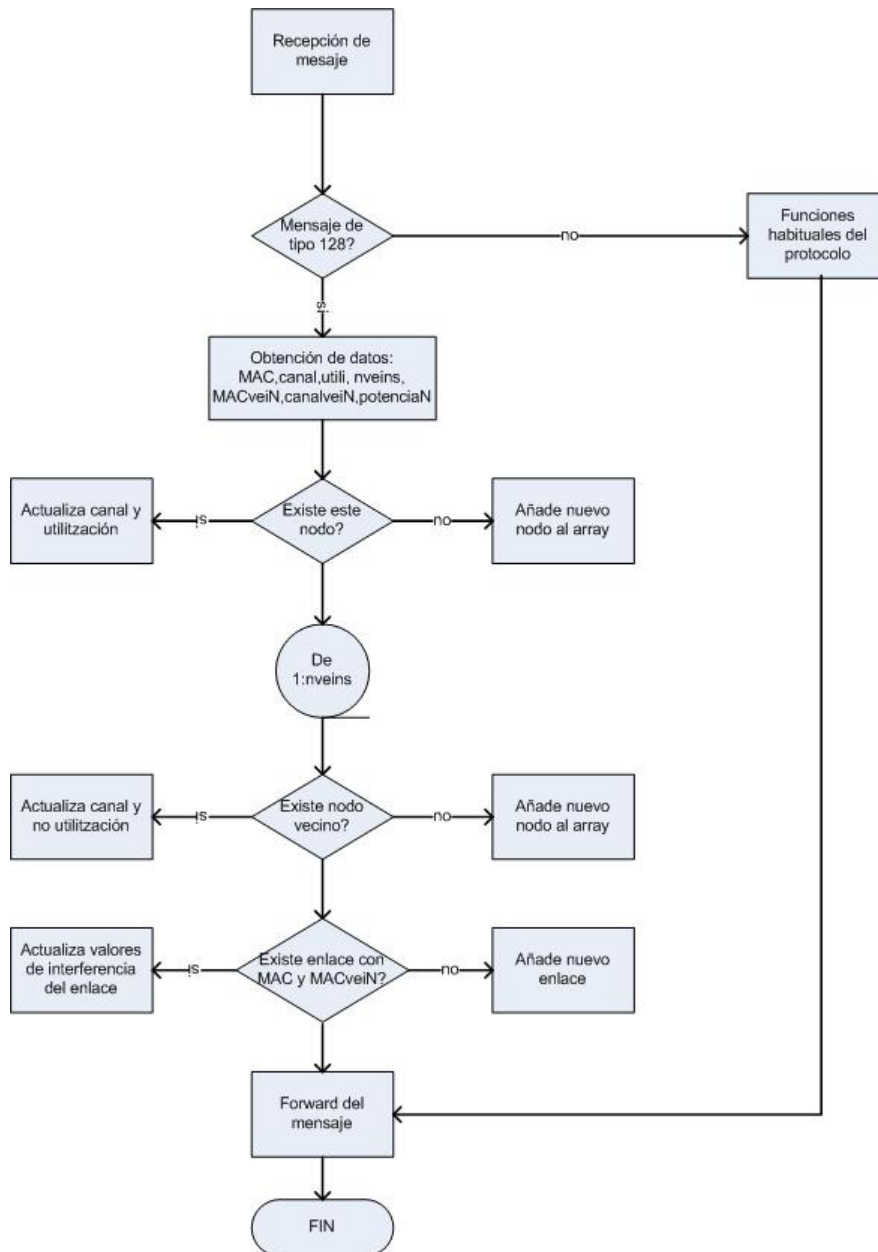 Recepción de
mesaje
Mensaje de
tipo 128?
no
Funciones
habituales del
protocolo
si
Obtención de datos:
MAC,canal,utili, nveins,
MACveiN,canalveiN,potenciaN
Actualiza canal y
utilitzación
si
Existe este
nodo?
no
Añade nuevo
nodo al array
De
1:nveins
Actualiza canal y
no utilitzación
si
Existe nodo
vecino?
no
Añade nuevo
nodo al array
Actualiza valores
de interferencia
del enlace
si
Existe enlace con
MAC y MACveiN?
no
Añade nuevo
enlace
Forward del
mensaje
FIN